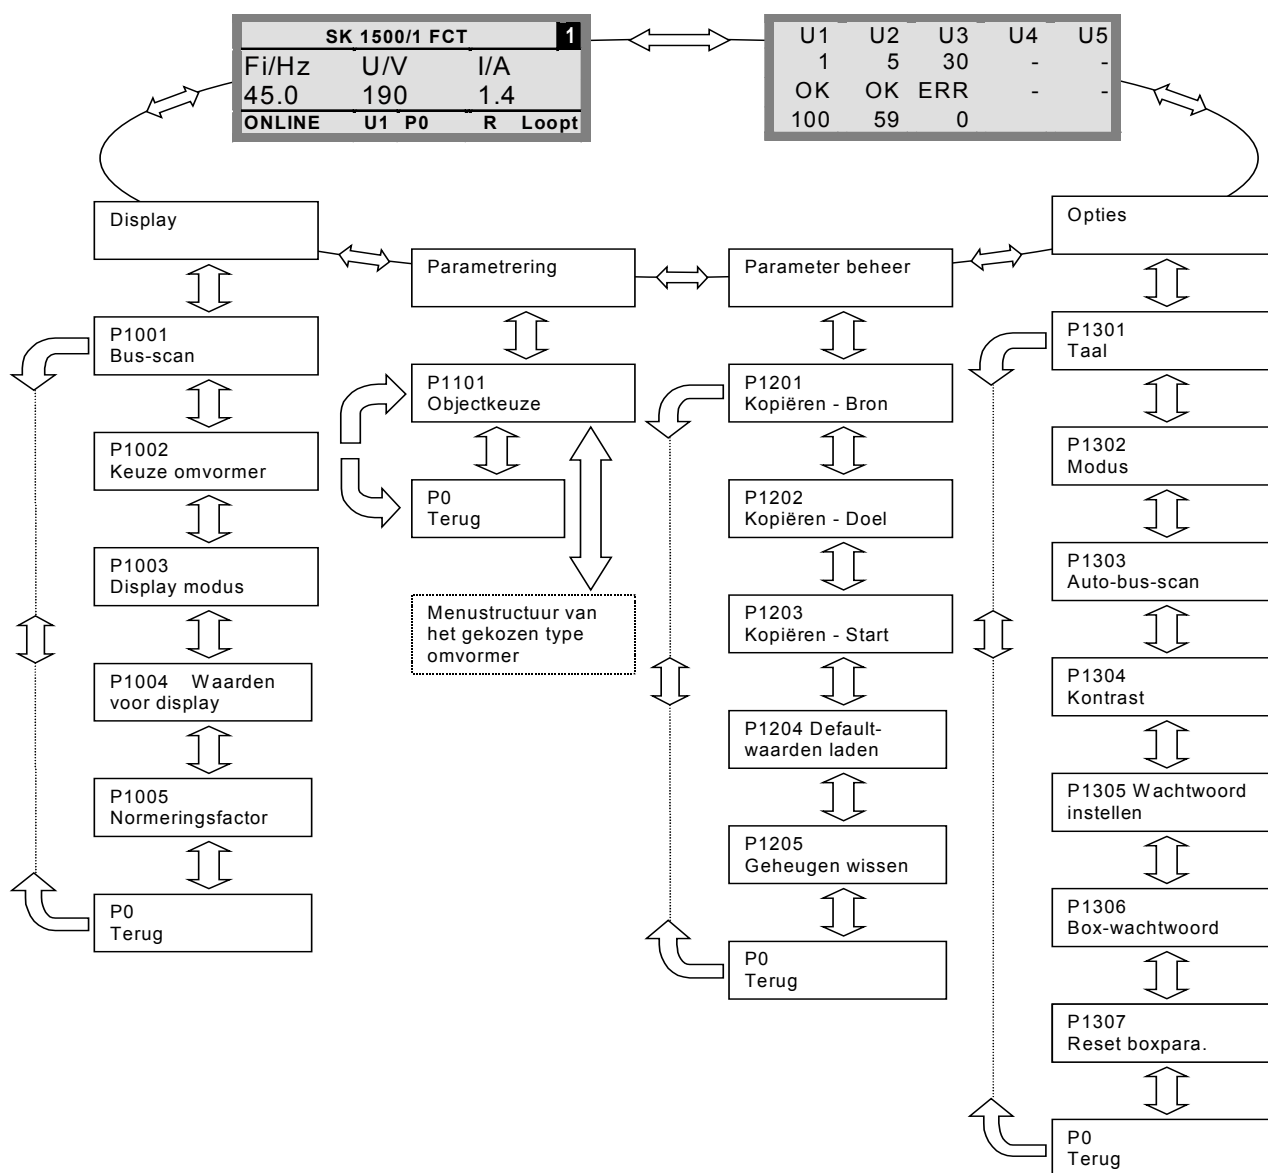 SK 1500/1 FCT 1
Fi/Hz U/V I/A
45.0 190 1.4
ONLINE U1 P0 R Loopt
U1 U2 U3 U4 U5
1 5 30 - -
OK OK ERR - -
100 59 0
Display
P1001
Bus-scan
P1002
Keuze omvormer
P1003
Display modus
P1004 Waarden
voor display
P1005
Normeringsfactor
P0
Terug
Parametrering
P1101
Objectkeuze
P0
Terug
Menustructuur van
het gekozen type
omvormer
Parameter beheer
P1201
Kopiëren - Bron
P1202
Kopiëren - Doel
P1203
Kopiëren - Start
P1204 Default-
waarden laden
P1205
Geheugen wissen
P0
Terug
Opties
P1301
Taal
P1302
Modus
P1303
Auto-bus-scan
P1304
Kontrast
P1305 Wachtwoord
instellen
P1306
Box-wachtwoord
P1307
Reset boxpara.
P0
Terug